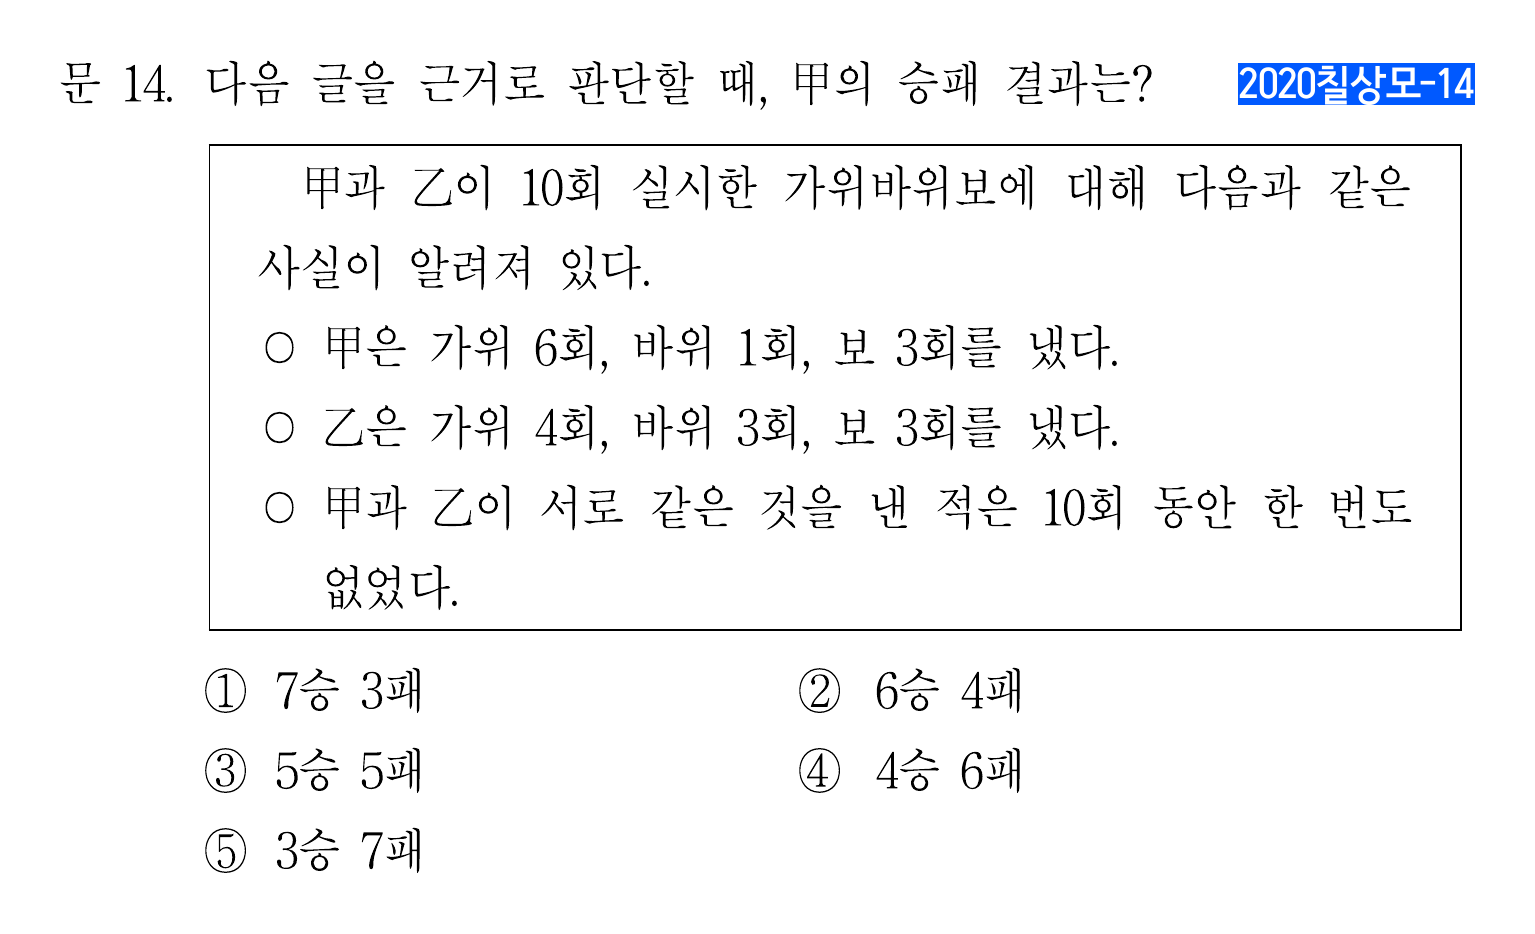 문 14. 다음 글을 근거로 판단할 때, 甲의 승패 결과는?
2020칠상모-14
甲과 乙이 10회 실시한 가위바위보에 대해 다음과 같은
사실이 알려져 있다.
○ 甲은 가위 6회, 바위 1회, 보 3회를 냈다.
○ 乙은 가위 4회, 바위 3회, 보 3회를 냈다.
○ 甲과 乙이 서로 같은 것을 낸 적은 10회 동안 한 번도
없었다.
① 7승 3패 ② 6승 4패
③ 5승 5패 ④ 4승 6패
⑤ 3승 7패